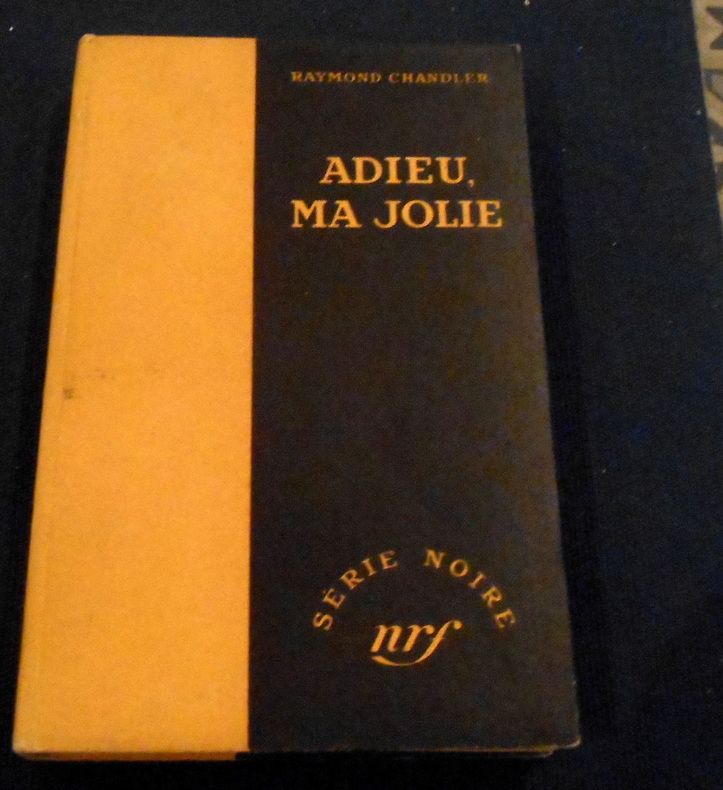 RAYMOND CHANDLER
ADIEU,
MA JOLIE
SÉRIE NOIRE
nrf